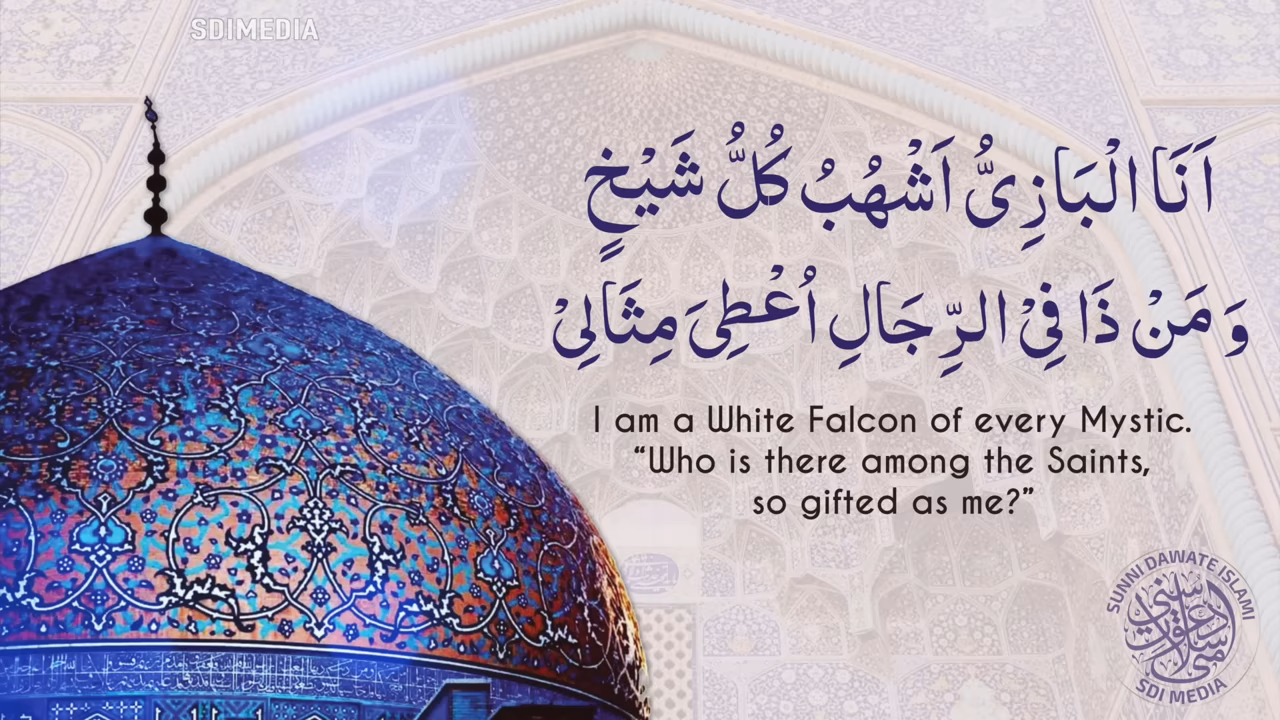 SDIMEDIA
اَنَا الْبَازِیُّ اَشْهُبُ كُلُّ شَيْخٍ
وَ مَنْ ذَا فِیْ الرِّجَالِ اُعْطِیَ مِثَالِیْ
I am a White Falcon of every Mystic.
“Who is there among the Saints,
so gifted as me?”
SUNNI DAWATE ISLAMI
SDI MEDIA